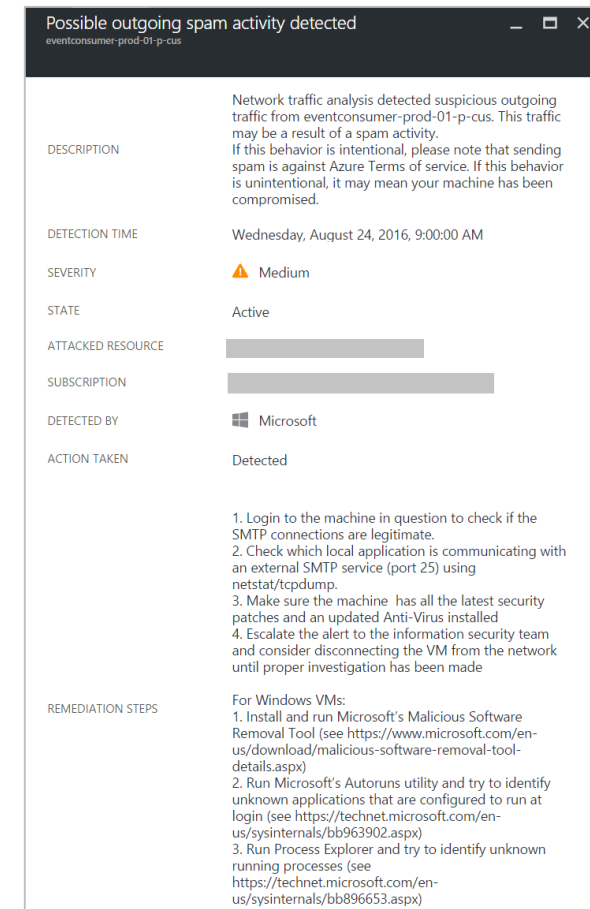 Possible outgoing spam activity detected
eventconsumer-prod-01-p-cus
DESCRIPTION
Network traffic analysis detected suspicious outgoing
traffic from eventconsumer-prod-01-p-cus. This traffic
may be a result of a spam activity.
If this behavior is intentional, please note that sending
spam is against Azure Terms of service. If this behavior
is unintentional, it may mean your machine has been
compromised.
DETECTION TIME
Wednesday, August 24, 2016, 9:00:00 AM
SEVERITY
Medium
STATE
Active
ATTACKED RESOURCE
SUBSCRIPTION
DETECTED BY
Microsoft
ACTION TAKEN
Detected
REMEDIATION STEPS
1. Login to the machine in question to check if the
SMTP connections are legitimate.
2. Check which local application is communicating with
an external SMTP service (port 25) using
netstat/tcpdump.
3. Make sure the machine  has all the latest security
patches and an updated Anti-Virus installed
4. Escalate the alert to the information security team
and consider disconnecting the VM from the network
until proper investigation has been made
For Windows VMs:
1. Install and run Microsoft's Malicious Software
Removal Tool (see https://www.microsoft.com/en-
us/download/malicious-software-removal-tool-
details.aspx)
2. Run Microsoft's Autoruns utility and try to identify
unknown applications that are configured to run at
login (see https://technet.microsoft.com/en-
us/sysinternals/bb963902.aspx)
3. Run Process Explorer and try to identify unknown
running processes (see
https://technet.microsoft.com/en-
us/sysinternals/bb896653.aspx)